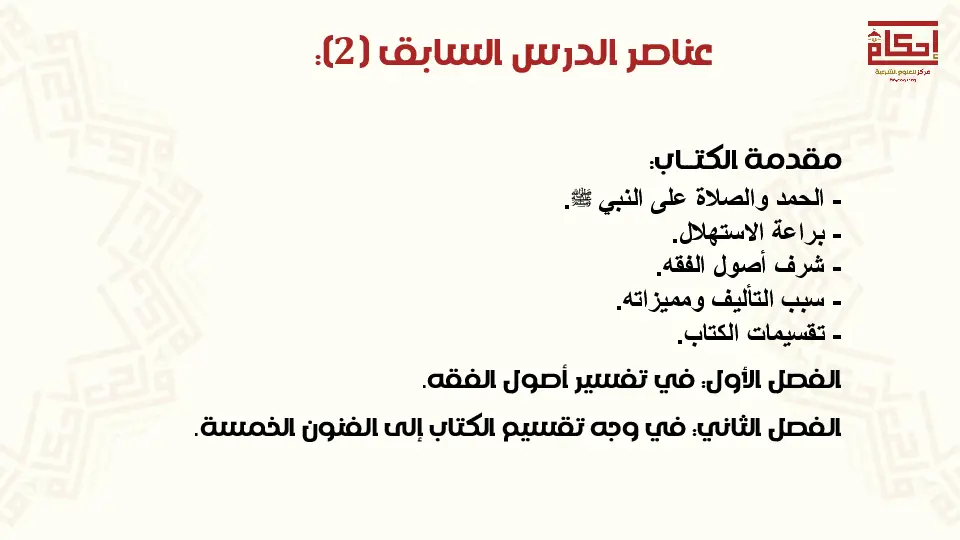 عناصر الدرس السابق (2):
إحكام
مركز للعلوم الشرعية
مقدمة الكتـاب:
- الحمد والصلاة على النبي ﷺ.
- براعة الاستهلال.
- شرف أصول الفقه.
- سبب التأليف ومميزاته.
- تقسيمات الكتاب.
الفصل الأول: في تفسير أصول الفقه.
الفصل الثاني: في وجه تقسيم الكتاب إلى الفنون الخمسة.